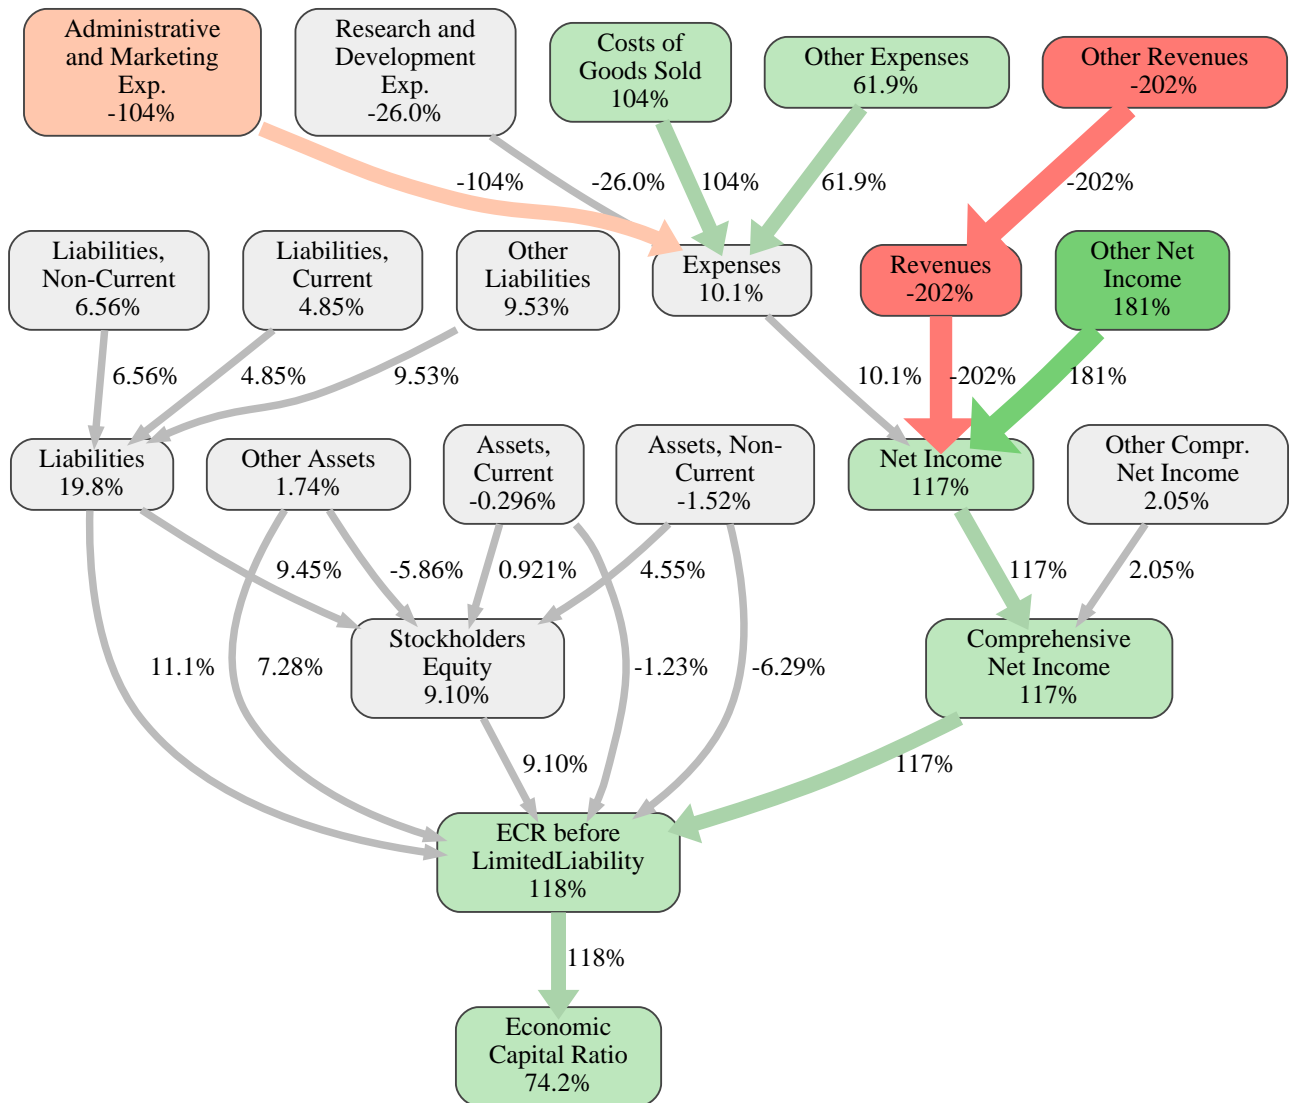 Administrative
and Marketing
Exp.
-104%
Research and
Development
Exp.
-26.0%
Costs of
Goods Sold
104%
Other Expenses
61.9%
Other Revenues
-202%
-104%
-26.0%
104%
61.9%
-202%
Liabilities,
Non-Current
6.56%
Liabilities,
Current
4.85%
Other
Liabilities
9.53%
Expenses
10.1%
Revenues
-202%
Other Net
Income
181%
6.56%
4.85%
9.53%
10.1%
-202%
181%
Liabilities
19.8%
Other Assets
1.74%
Assets,
Current
-0.296%
Assets, Non-
Current
-1.52%
Net Income
117%
Other Compr.
Net Income
2.05%
9.45%
-5.86%
0.921%
4.55%
117%
2.05%
Stockholders
Equity
9.10%
Comprehensive
Net Income
117%
11.1%
7.28%
-1.23%
-6.29%
9.10%
117%
ECR before
LimitedLiability
118%
118%
Economic
Capital Ratio
74.2%